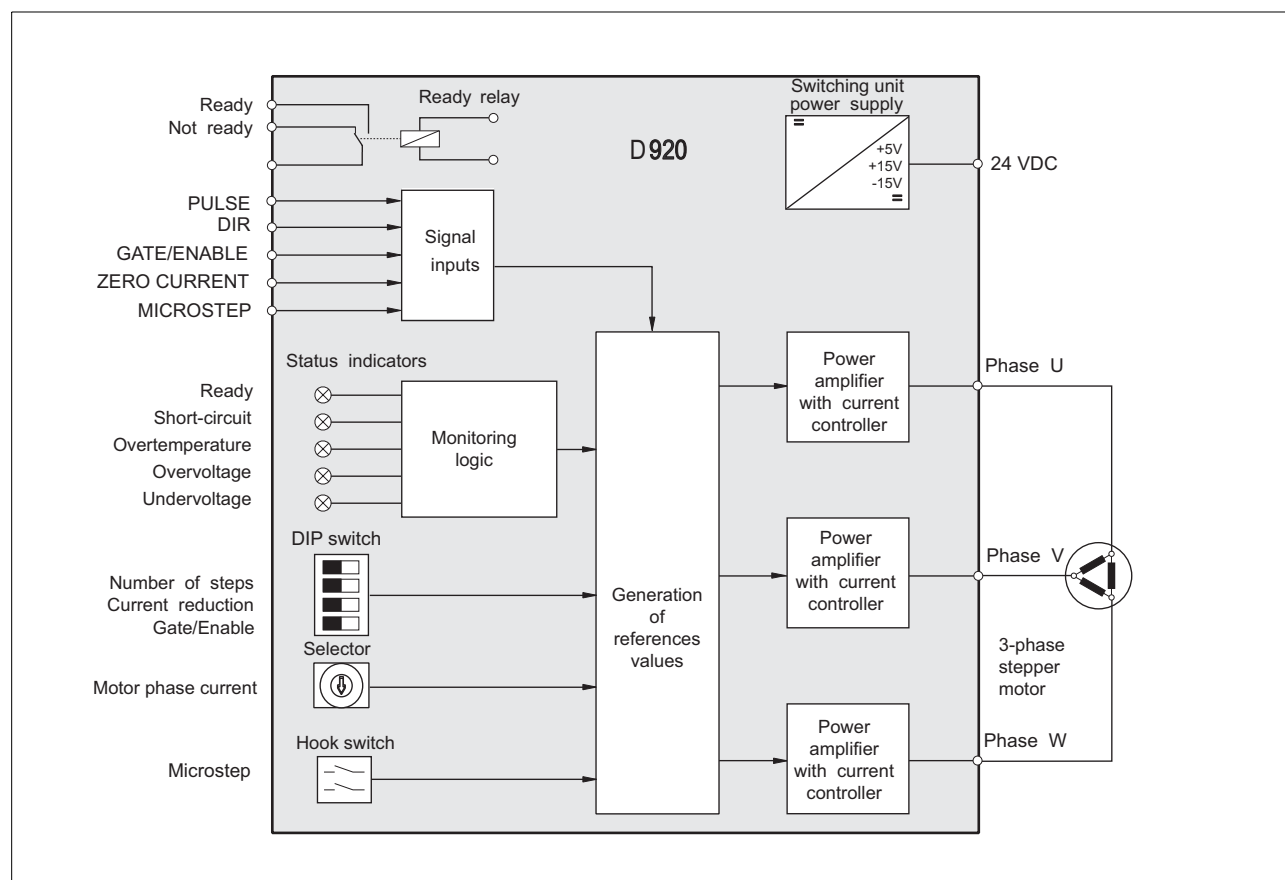 Ready
Not ready
Ready relay
D920
Switching unit
power supply
+5V
+15V
-15V
24 VDC
PULSE
DIR
GATE/ENABLE
ZERO CURRENT
MICROSTEP
Signal
inputs
Status indicators
Ready
Short-circuit
Overtemperature
Overvoltage
Undervoltage
Monitoring
logic
DIP switch
Number of steps
Current reduction
Gate/Enable
Selector
Motor phase current
Hook switch
Microstep
Generation
of
references
values
Power
amplifier
with current
controller
Phase U
Power
amplifier
with current
controller
Phase V
3-phase
stepper
motor
Power
amplifier
with current
controller
Phase W